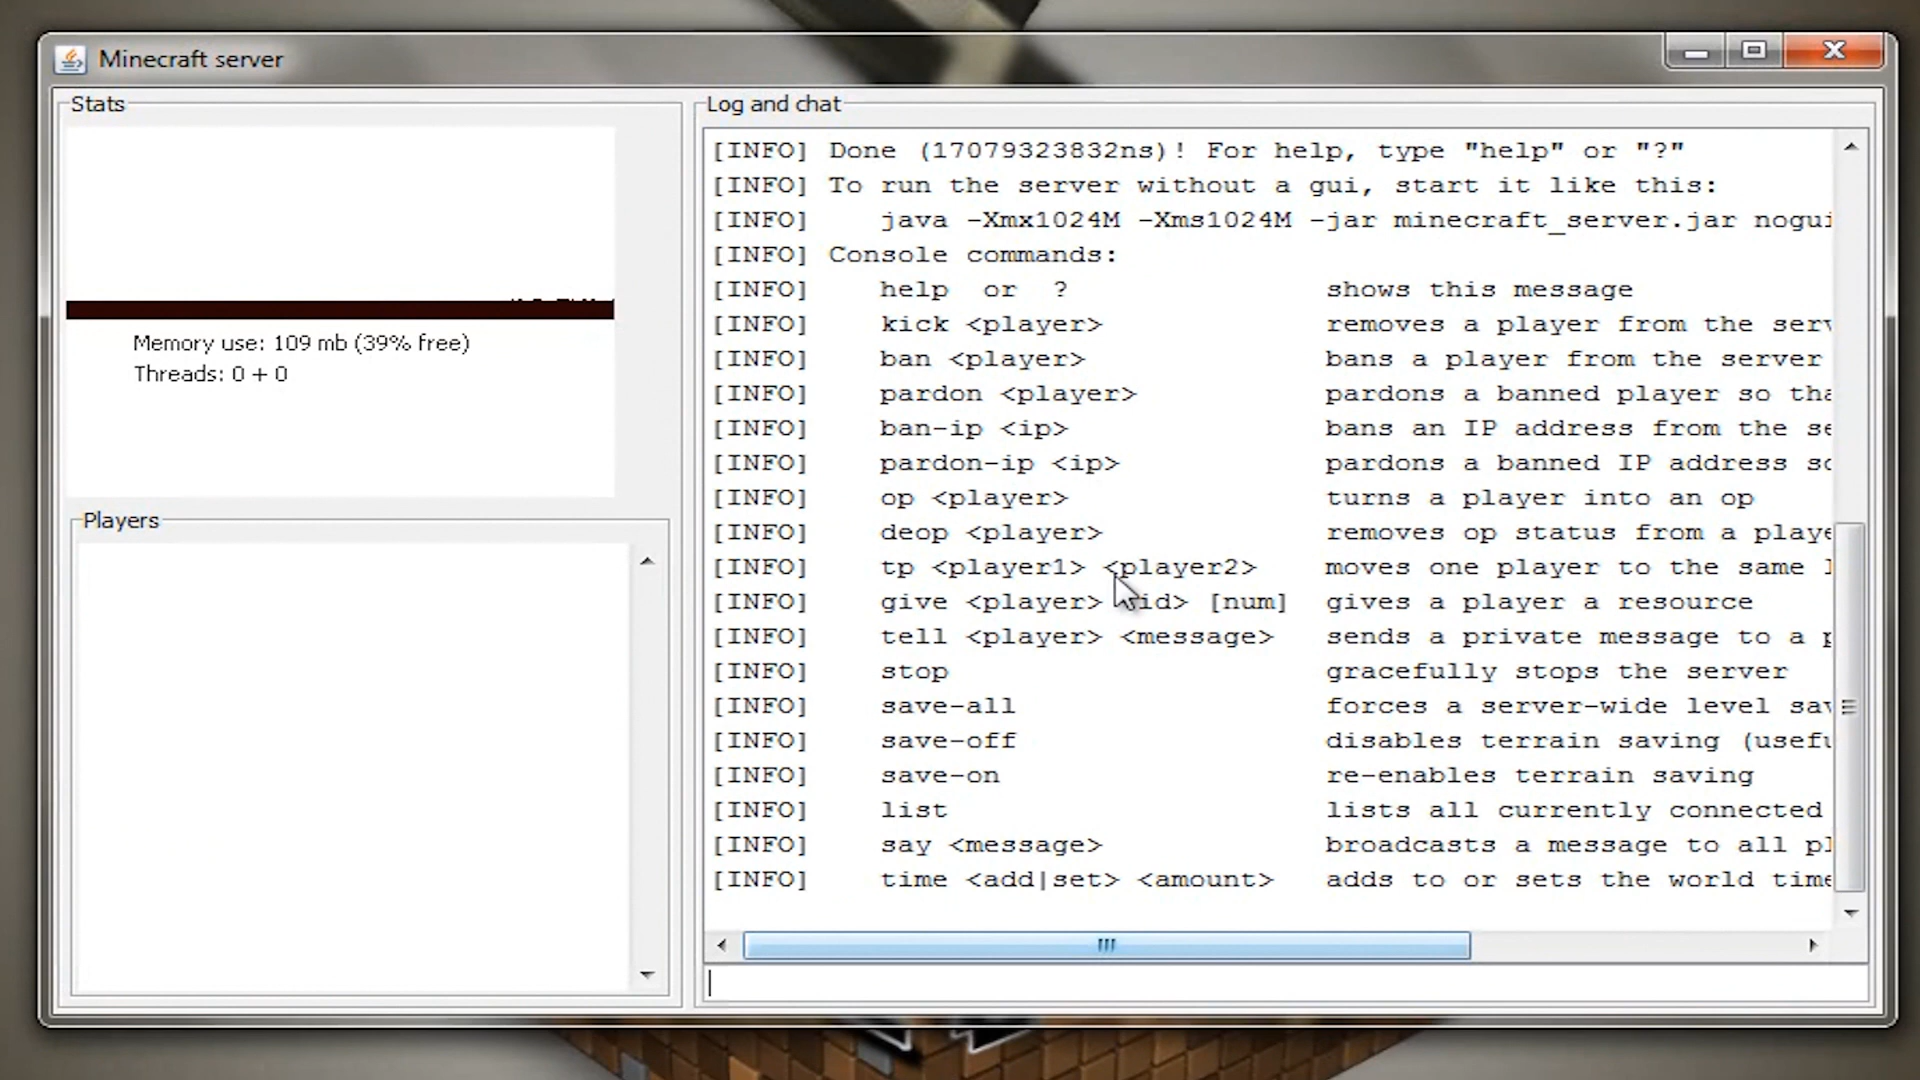 Minecraft server
Stats
Memory use: 109 mb (39% free)
Threads: 0 + 0
Players
Log and chat
[INFO] Done (17079323832ns)! For help, type "help" or "?"
[INFO] To run the server without a gui, start it like this:
[INFO] java -Xmx1024M -Xms1024M -jar minecraft_server.jar nogui
[INFO] Console commands:
[INFO] help or ? shows this message
[INFO] kick <player> removes a player from the serv
[INFO] ban <player> bans a player from the server
[INFO] pardon <player> pardons a banned player so tha
[INFO] ban-ip <ip> bans an IP address from the se
[INFO] pardon-ip <ip> pardons a banned IP address so
[INFO] op <player> turns a player into an op
[INFO] deop <player> removes op status from a playe
[INFO] tp <player1> <player2> moves one player to the same l
[INFO] give <player> id> [num] gives a player a resource
[INFO] tell <player> <message> sends a private message to a p
[INFO] stop gracefully stops the server
[INFO] save-all forces a server-wide level sav
[INFO] save-off disables terrain saving (usefu
[INFO] save-on re-enables terrain saving
[INFO] list lists all currently connected
[INFO] say <message> broadcasts a message to all pl
[INFO] time <add|set> <amount> adds to or sets the world time